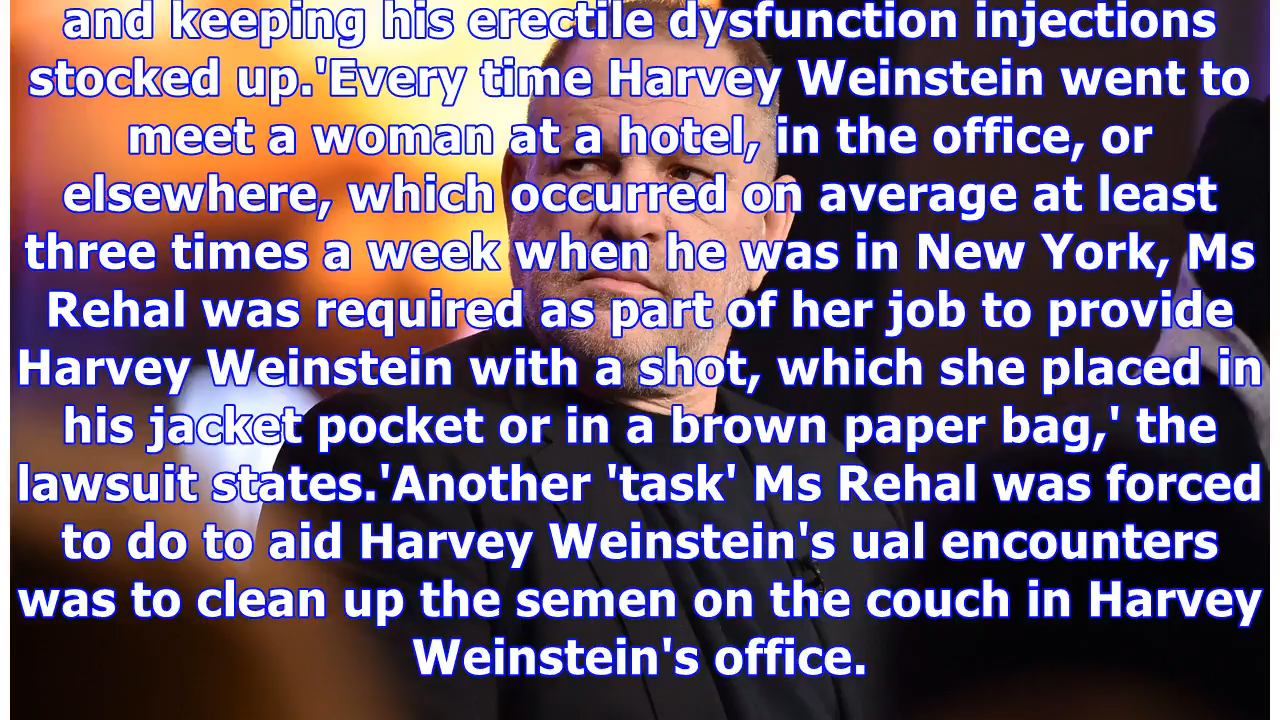 and keeping his erectile dysfunction injections
stocked up.'Every time Harvey Weinstein went to
meet a woman at a hotel, in the office, or
elsewhere, which occurred on average at least
three times a week when he was in New York, Ms
Rehal was required as part of her job to provide
Harvey Weinstein with a shot, which she placed in
his jacket pocket or in a brown paper bag,' the
lawsuit states.'Another 'task' Ms Rehal was forced
to do to aid Harvey Weinstein's ual encounters
was to clean up the semen on the couch in Harvey
Weinstein's office.